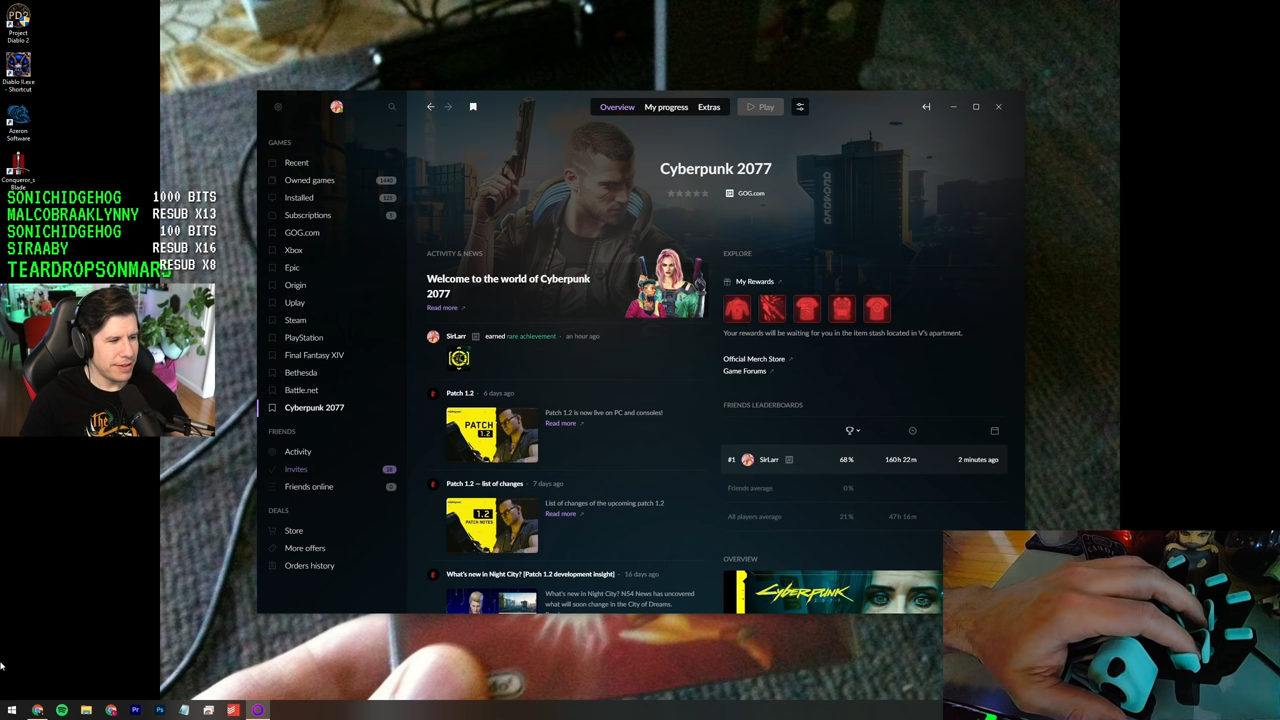 Project
Diablo 2
Diablo II.exe
- Shortcut
Azeron
Software
Conqueror_s
Blade
SONICHIDGEHOG 1000 BITS
MALCOBRAAKLYNNY RESUB X13
SONICHIDGEHOG 100 BITS
SIRAABY RESUB X16
TEARDROPSONMARS RESUB X8
GAMES
Recent
Owned games 1440
Installed 125
Subscriptions 0
GOG.com
Xbox
Epic
Origin
Uplay
Steam
PlayStation
Final Fantasy XIV
Bethesda
Battle.net
Cyberpunk 2077
FRIENDS
Activity
Invites
Friends online 0
DEALS
Store
More offers
Orders history
Overview My progress Extras Play
Cyberpunk 2077
GOG.com
ACTIVITY & NEWS
Welcome to the world of Cyberpunk
2077
Read more
SirLarr earned rare achievement - an hour ago
Patch 1.2 - 6 days ago
PATCH
1.2
Patch 1.2 is now live on PC and consoles!
Read more
Patch 1.2 — list of changes - 7 days ago
1.2
PATCH NOTES
List of changes of the upcoming patch 1.2
Read more
What's new in Night City? [Patch 1.2 development insight] - 16 days ago
What's new in Night City? N54 News has uncovered
what will soon change in the City of Dreams.
EXPLORE
My Rewards
Your rewards will be waiting for you in the item stash located in V's apartment.
Official Merch Store
Game Forums
FRIENDS LEADERBOARDS
#1 SirLarr 68% 160h 22m 2 minutes ago
Friends average 0%
All players average 21% 47h 16m
OVERVIEW
CYBERPUNK